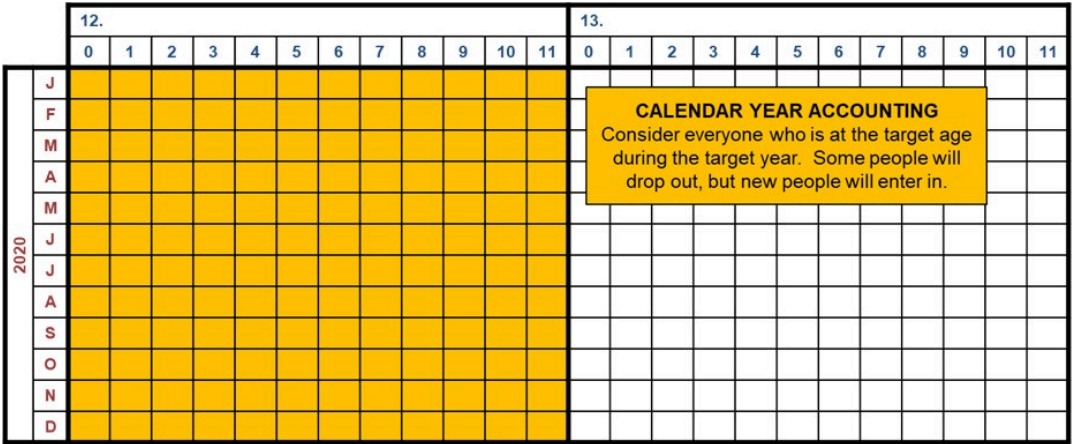 12. 13.
0 1 2 3 4 5 6 7 8 9 10 11 0 1 2 3 4 5 6 7 8 9 10 11
J
F
M
A
M
J
J
A
S
O
N
D
2020
CALENDAR YEAR ACCOUNTING
Consider everyone who is at the target age
during the target year. Some people will
drop out, but new people will enter in.